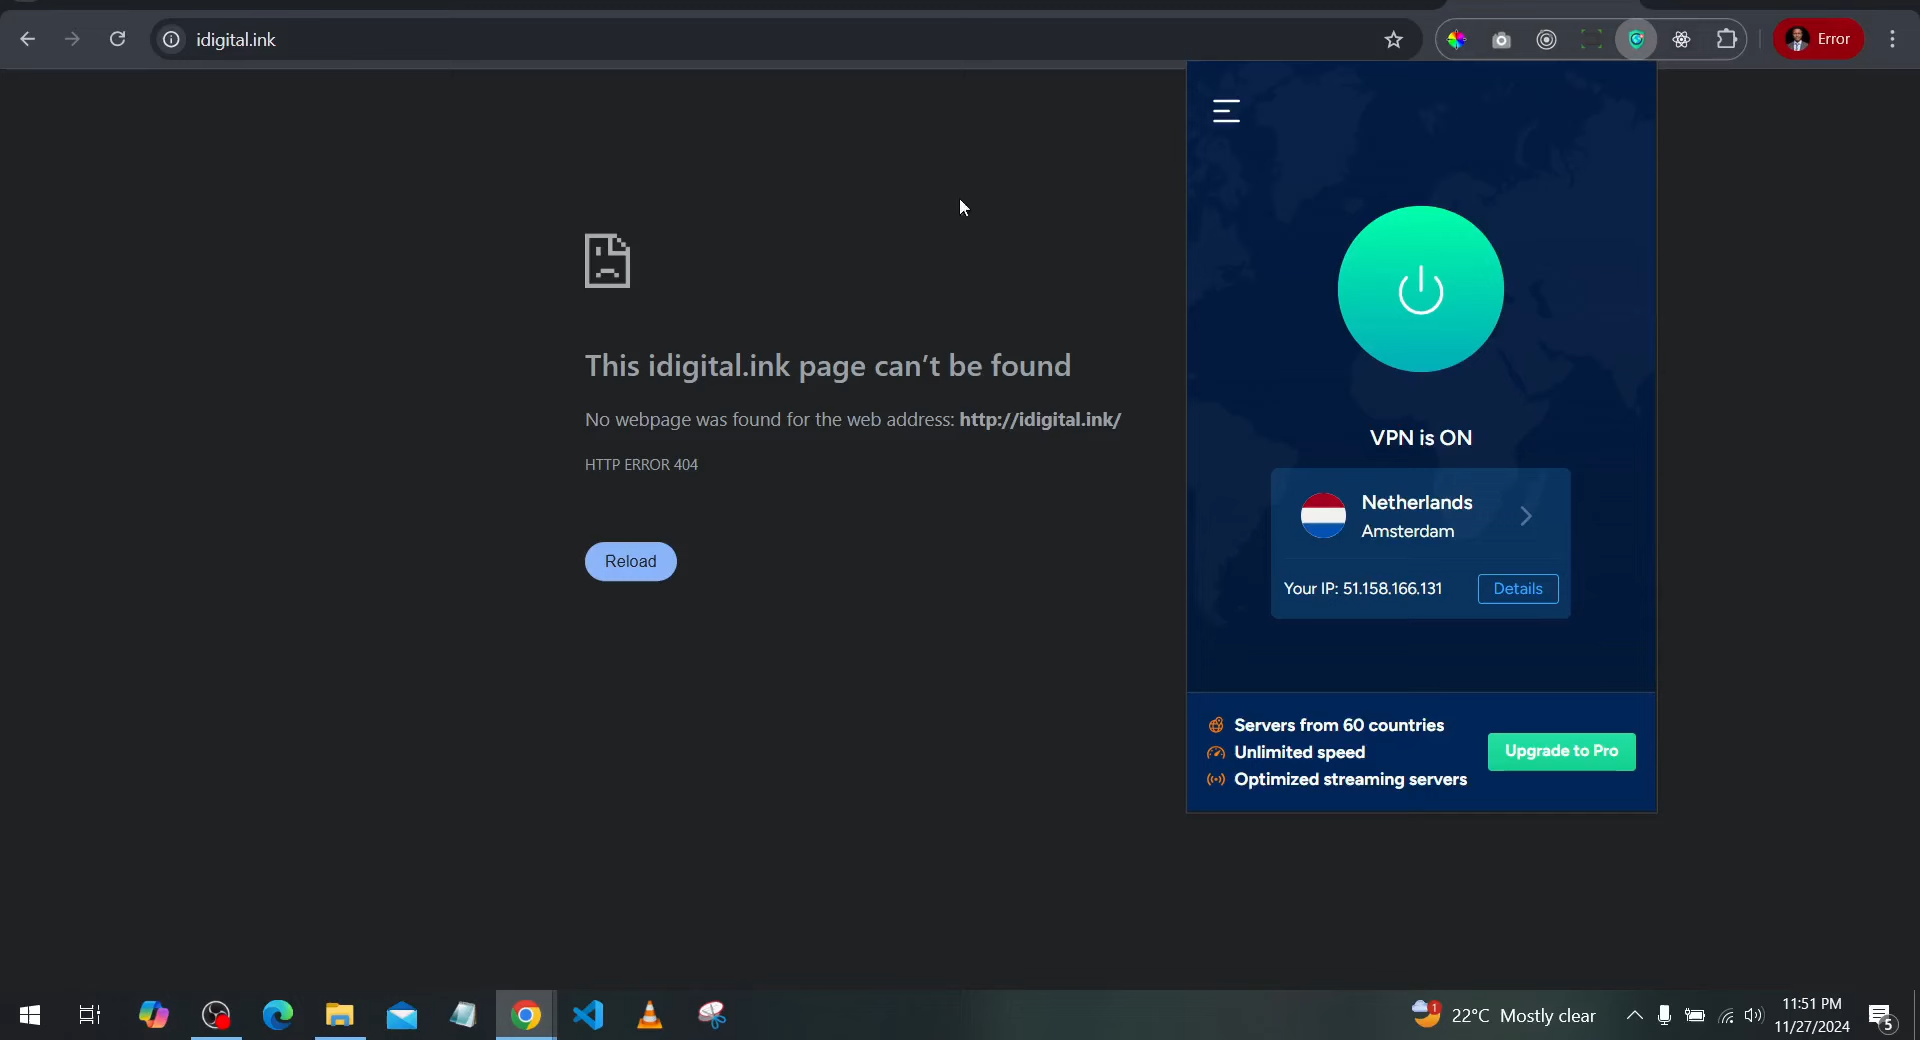 idigital.ink
Error
This idigital.ink page can't be found
No webpage was found for the web address: http://idigital.ink/
HTTP ERROR 404
Reload
VPN is ON
Netherlands
Amsterdam
Your IP: 51.158.166.131
Details
Servers from 60 countries
Unlimited speed
Optimized streaming servers
Upgrade to Pro
1
22°C Mostly clear
11:51 PM
11/27/2024
5